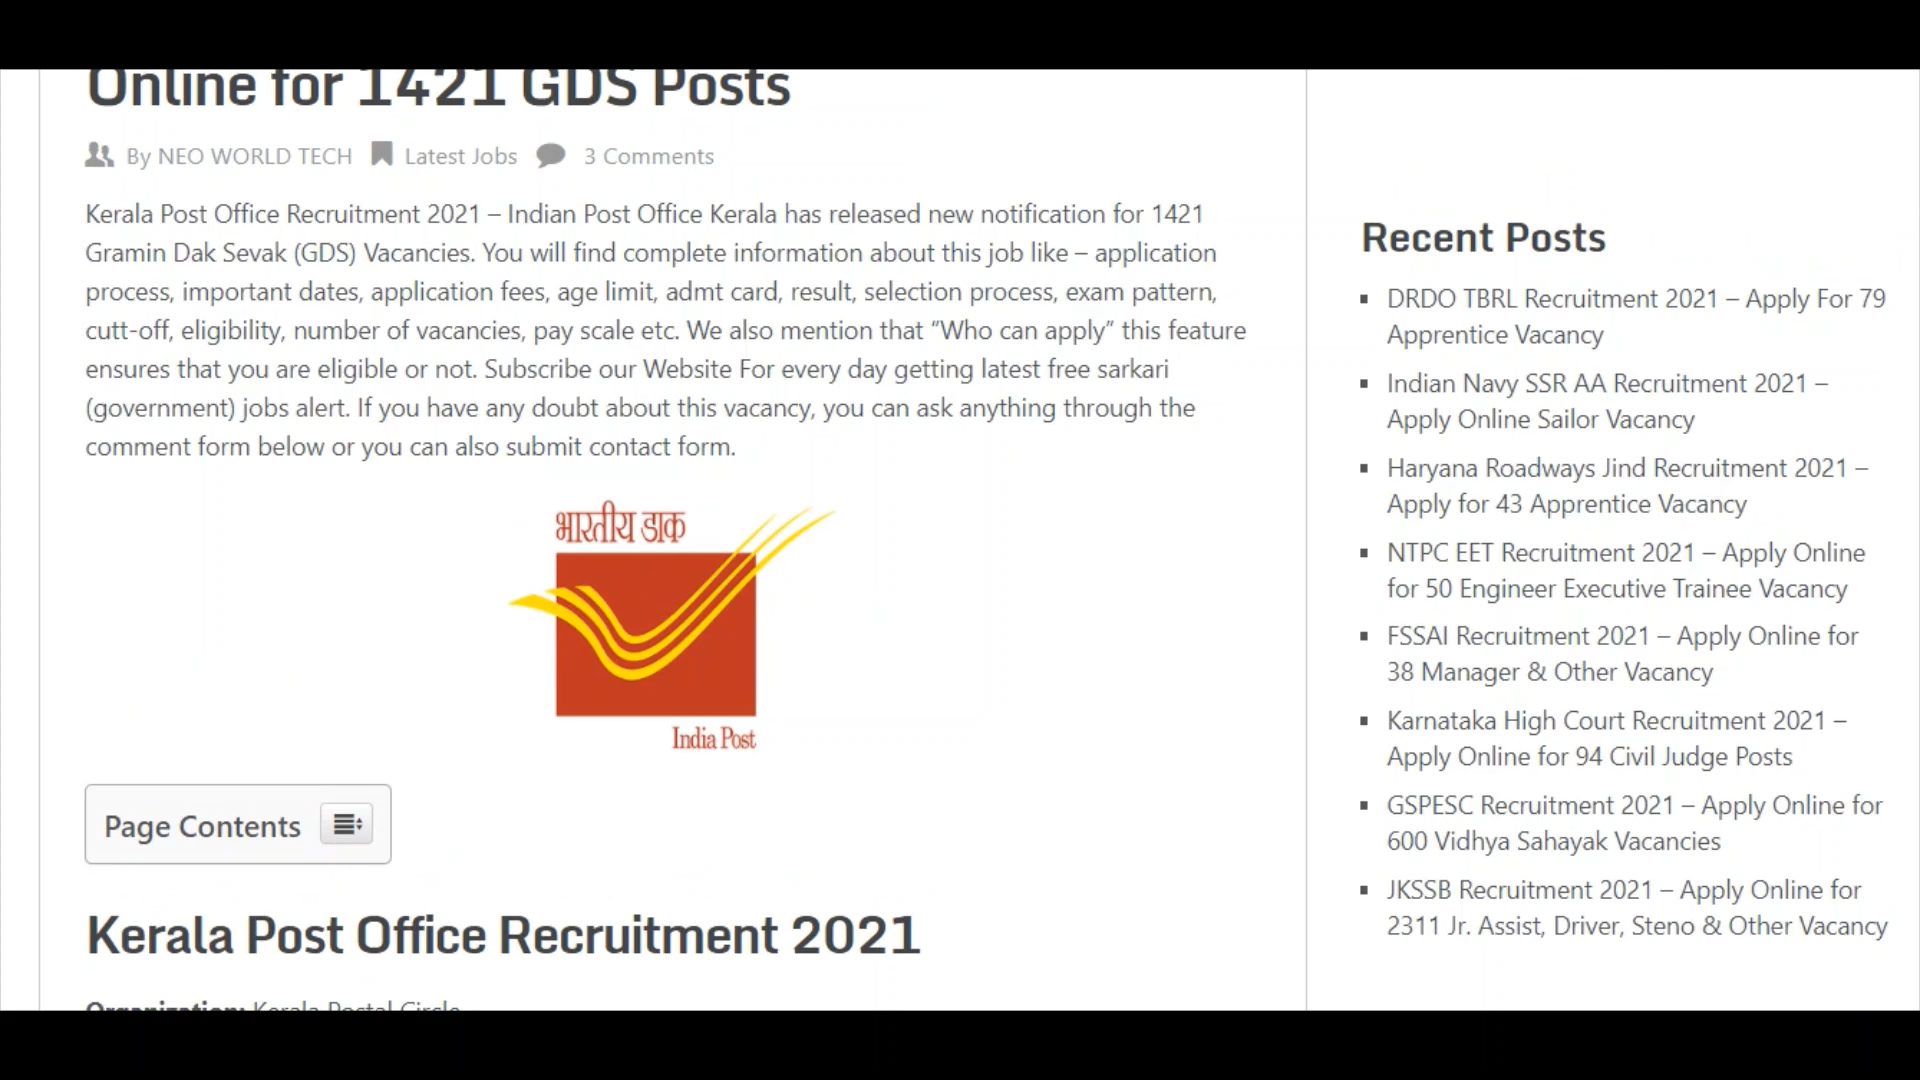 Online for 1421 GDS Posts
By NEO WORLD TECH Latest Jobs 3 Comments
Kerala Post Office Recruitment 2021 – Indian Post Office Kerala has released new notification for 1421
Gramin Dak Sevak (GDS) Vacancies. You will find complete information about this job like – application
process, important dates, application fees, age limit, admt card, result, selection process, exam pattern,
cutt-off, eligibility, number of vacancies, pay scale etc. We also mention that “Who can apply” this feature
ensures that you are eligible or not. Subscribe our Website For every day getting latest free sarkari
(government) jobs alert. If you have any doubt about this vacancy, you can ask anything through the
comment form below or you can also submit contact form.
भारतीय डाक
India Post
Page Contents
Kerala Post Office Recruitment 2021
Organization: Kerala Postal Circle
Recent Posts
DRDO TBRL Recruitment 2021 – Apply For 79
Apprentice Vacancy
Indian Navy SSR AA Recruitment 2021 –
Apply Online Sailor Vacancy
Haryana Roadways Jind Recruitment 2021 –
Apply for 43 Apprentice Vacancy
NTPC EET Recruitment 2021 – Apply Online
for 50 Engineer Executive Trainee Vacancy
FSSAI Recruitment 2021 – Apply Online for
38 Manager & Other Vacancy
Karnataka High Court Recruitment 2021 –
Apply Online for 94 Civil Judge Posts
GSPESC Recruitment 2021 – Apply Online for
600 Vidhya Sahayak Vacancies
JKSSB Recruitment 2021 – Apply Online for
2311 Jr. Assist, Driver, Steno & Other Vacancy